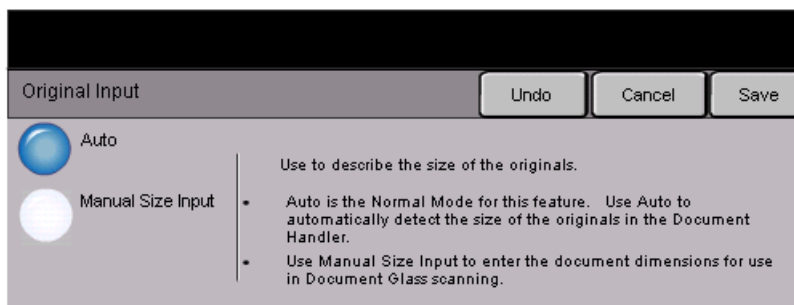 Original Input
Undo
Cancel
Save
Auto
Manual Size Input
Use to describe the size of the originals.
• Auto is the Normal Mode for this feature. Use Auto to
automatically detect the size of the originals in the Document
Handler.
• Use Manual Size Input to enter the document dimensions for use
in Document Glass scanning.